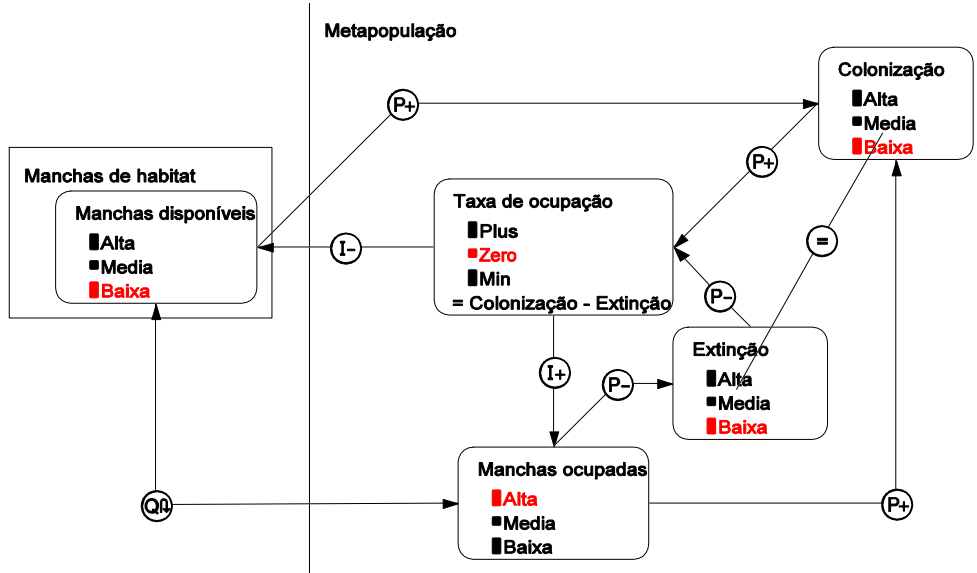 Metapopulação
Colonização
Alta
Media
Baixa
P+
P+
Manchas de habitat
Manchas disponíveis
Alta
Media
Baixa
I-
Taxa de ocupação
Plus
Zero
Min
= Colonização - Extinção
=
P-
Extinção
Alta
Media
Baixa
I+
P-
Manchas ocupadas
Alta
Media
Baixa
P+